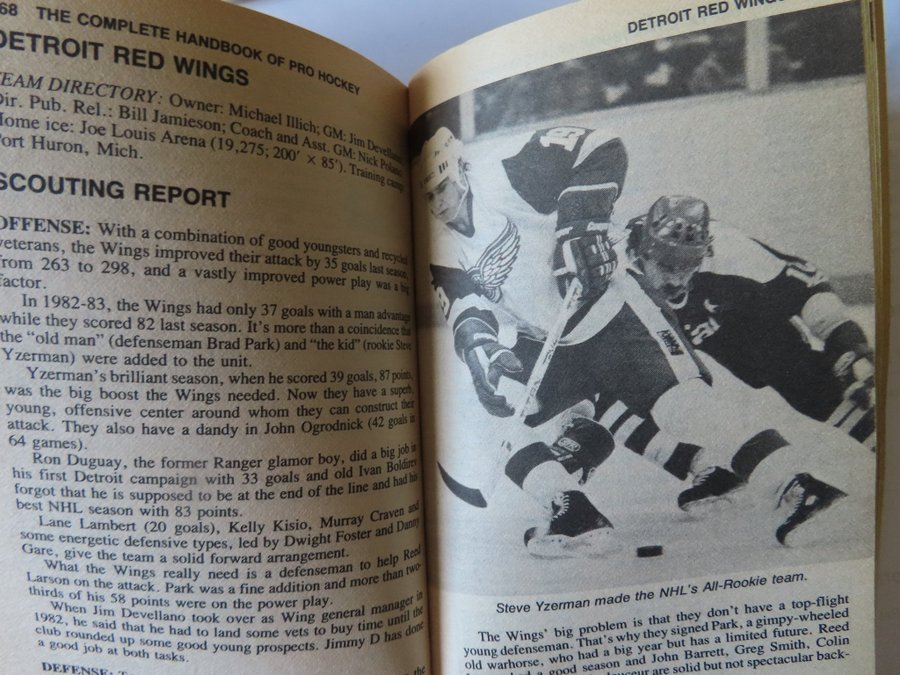 68 THE COMPLETE HANDBOOK OF PRO HOCKEY
DETROIT RED WINGS
TEAM DIRECTORY: Owner: Michael Illich; GM: Jim Devellano
Dir. Pub. Rel.: Bill Jamieson; Coach and Asst. GM: Nick Polano
Home ice: Joe Louis Arena (19,275; 200' × 85'). Training camp:
Port Huron, Mich.
SCOUTING REPORT
OFFENSE: With a combination of good youngsters and recycled
veterans, the Wings improved their attack by 35 goals last season,
from 263 to 298, and a vastly improved power play was a big
factor.
In 1982-83, the Wings had only 37 goals with a man advantage
while they scored 82 last season. It's more than a coincidence that
the "old man" (defenseman Brad Park) and "the kid" (rookie Steve
Yzerman) were added to the unit.
Yzerman's brilliant season, when he scored 39 goals, 87 points,
was the big boost the Wings needed. Now they have a superb,
young, offensive center around whom they can construct their
attack. They also have a dandy in John Ogrodnick (42 goals in
64 games).
Ron Duguay, the former Ranger glamor boy, did a big job in
his first Detroit campaign with 33 goals and old Ivan Boldirev
forgot that he is supposed to be at the end of the line and had his
best NHL season with 83 points.
Lane Lambert (20 goals), Kelly Kisio, Murray Craven and
some energetic defensive types, led by Dwight Foster and Danny
Gare, give the team a solid forward arrangement.
What the Wings really need is a defenseman to help Reed
Larson on the attack. Park was a fine addition and more than two-
thirds of his 58 points were on the power play.
When Jim Devellano took over as Wing general manager in
1982, he said that he had to land some vets to buy time until the
club rounded up some good young prospects. Jimmy D has done
a good job at both tasks.
DEFENSE: the
DETROIT RED WINGS
Steve Yzerman made the NHL's All-Rookie team.
The Wings' big problem is that they don't have a top-flight
young defenseman. That's why they signed Park, a gimpy-wheeled
old warhorse, who had a big year but has a limited future. Reed
had a good season and John Barrett, Greg Smith, Colin
are solid but not spectacular back-